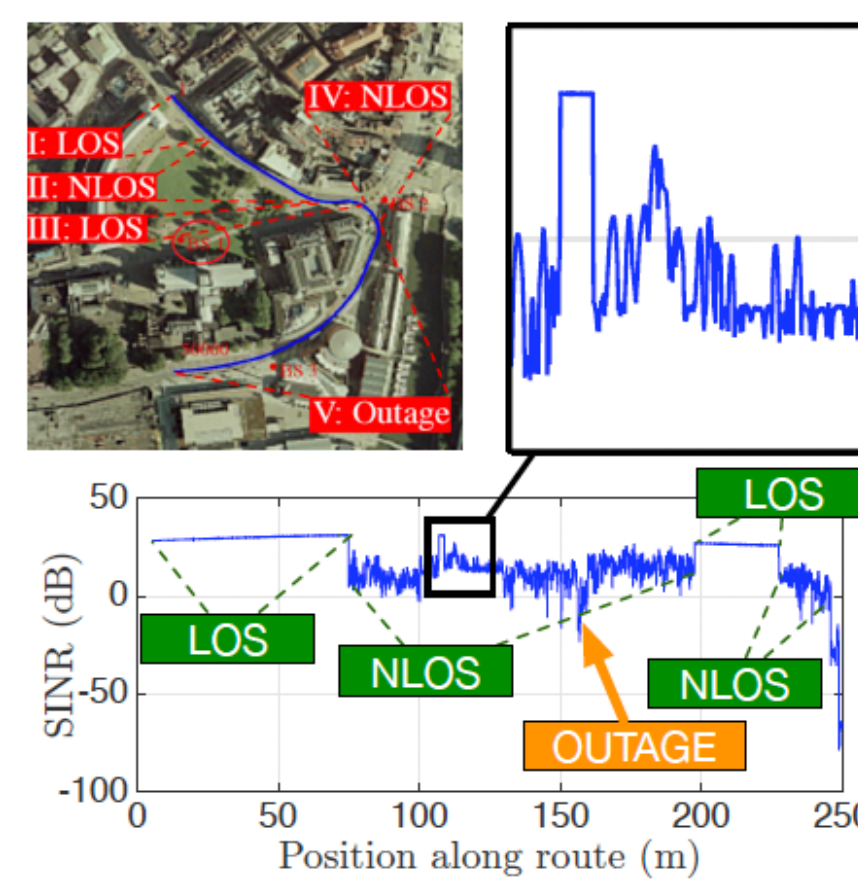 IV: NLOS
I: LOS
II: NLOS
BS 2
III: LOS
BS 1
50000
BS 3
V: Outage
50
LOS
0
LOS
NLOS
NLOS
-50
OUTAGE
-100
SINR (dB)
0 50 100 150 200 250
Position along route (m)